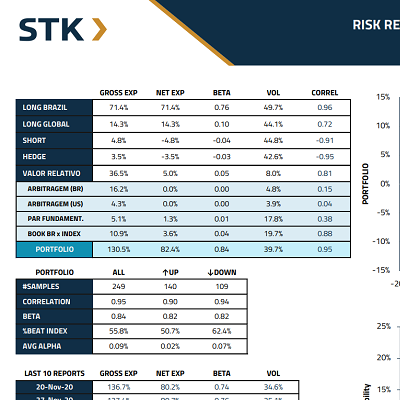 STK
RISK RE
GROSS EXP NET EXP BETA VOL CORREL
LONG BRAZIL 71.4% 71.4% 0.76 49.7% 0.96
LONG GLOBAL 14.3% 14.3% 0.10 44.1% 0.72
SHORT 4.8% -4.8% -0.04 44.8% -0.91
HEDGE 3.5% -3.5% -0.03 42.6% -0.95
VALOR RELATIVO 36.5% 5.0% 0.05 8.0% 0.81
ARBITRAGEM (BR) 16.2% 0.0% 0.00 4.8% 0.15
ARBITRAGEM (US) 4.3% 0.0% 0.00 3.9% 0.04
PAR FUNDAMENT. 5.1% 1.3% 0.01 17.8% 0.38
BOOK BR x INDEX 10.9% 3.6% 0.04 19.7% 0.88
PORTFOLIO 130.5% 82.4% 0.84 39.7% 0.95
PORTFOLIO ALL ↑UP ↓DOWN
#SAMPLES 249 140 109
CORRELATION 0.95 0.90 0.94
BETA 0.84 0.82 0.82
%BEAT INDEX 55.8% 50.7% 62.4%
AVG ALPHA 0.09% 0.02% 0.07%
LAST 10 REPORTS GROSS EXP NET EXP BETA VOL
20-Nov-20 136.7% 80.2% 0.74 34.6%
15%
10%
5%
0%
-5%
-10%
-15%
-20
PORTFOLIO
25%
20%
15%